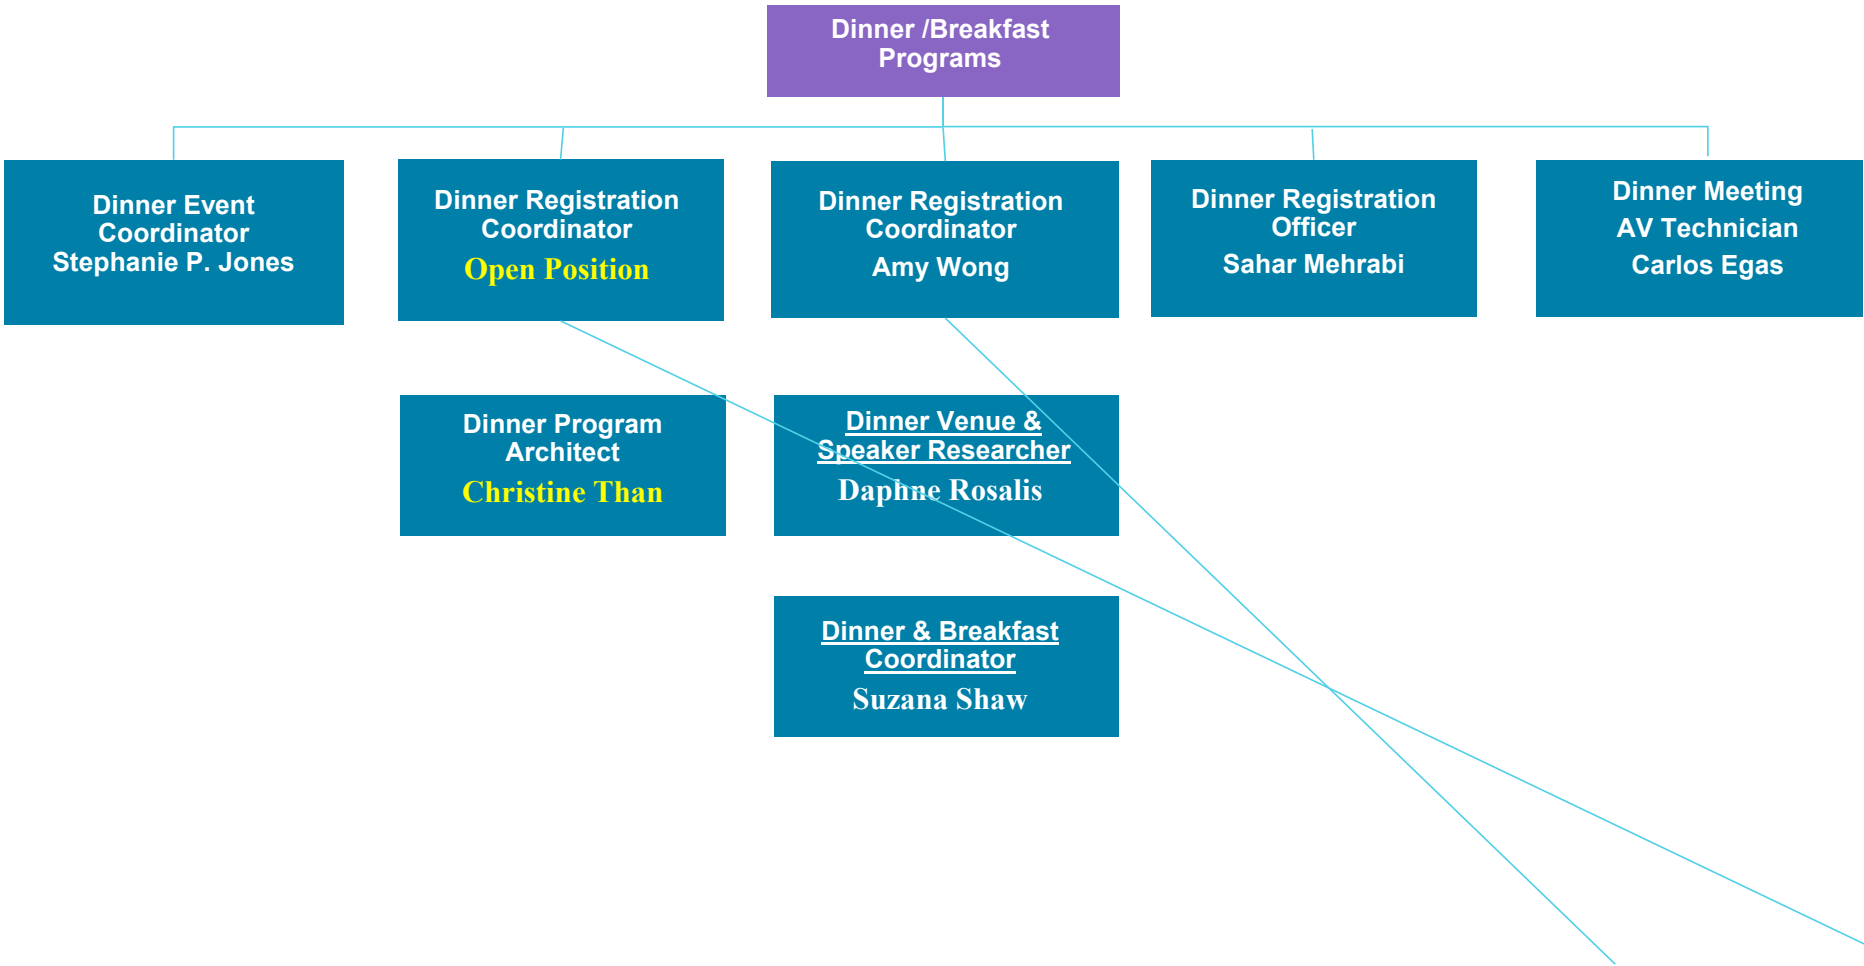 Dinner /Breakfast
Programs
Dinner Event
Coordinator
Stephanie P. Jones
Dinner Registration
Coordinator
Open Position
Dinner Registration
Coordinator
Amy Wong
Dinner Registration
Officer
Sahar Mehrabi
Dinner Meeting
AV Technician
Carlos Egas
Dinner Program
Architect
Christine Than
Dinner Venue &
Speaker Researcher
Daphne Rosalis
Dinner & Breakfast
Coordinator
Suzana Shaw